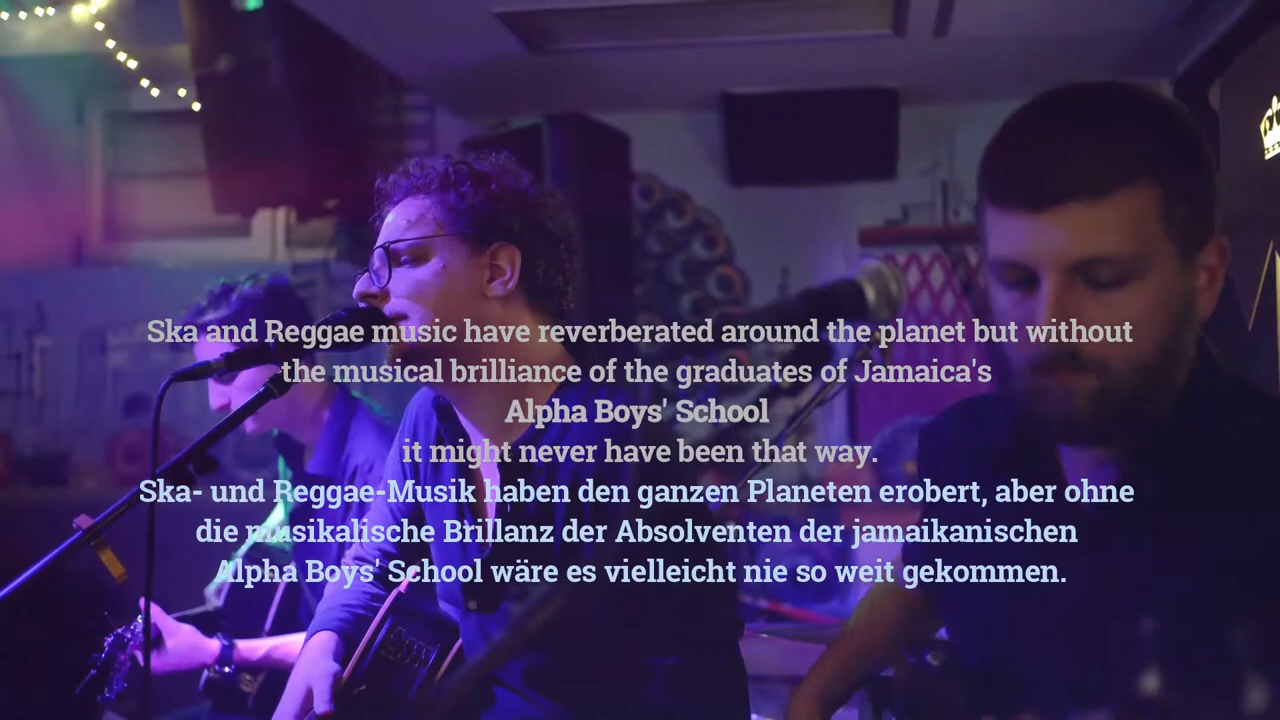 Ska and Reggae music have reverberated around the planet but without
the musical brilliance of the graduates of Jamaica's
Alpha Boys' School
it might never have been that way.
Ska- und Reggae-Musik haben den ganzen Planeten erobert, aber ohne
die musikalische Brillanz der Absolventen der jamaikanischen
Alpha Boys' School wäre es vielleicht nie so weit gekommen.